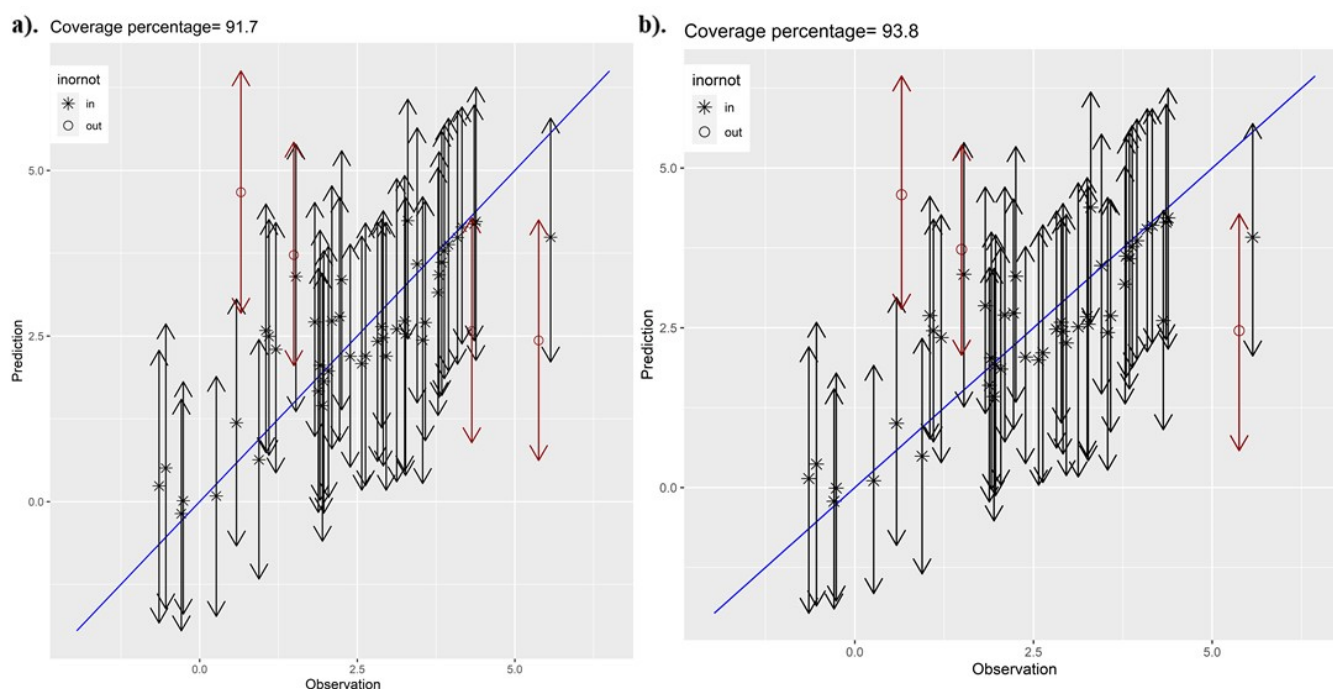 a). Coverage percentage= 91.7
inornot
in
out
5.0
2.5
0.0
Prediction
0.0 2.5 5.0
Observation
b). Coverage percentage= 93.8
inornot
in
out
5.0
2.5
0.0
Prediction
0.0 2.5 5.0
Observation